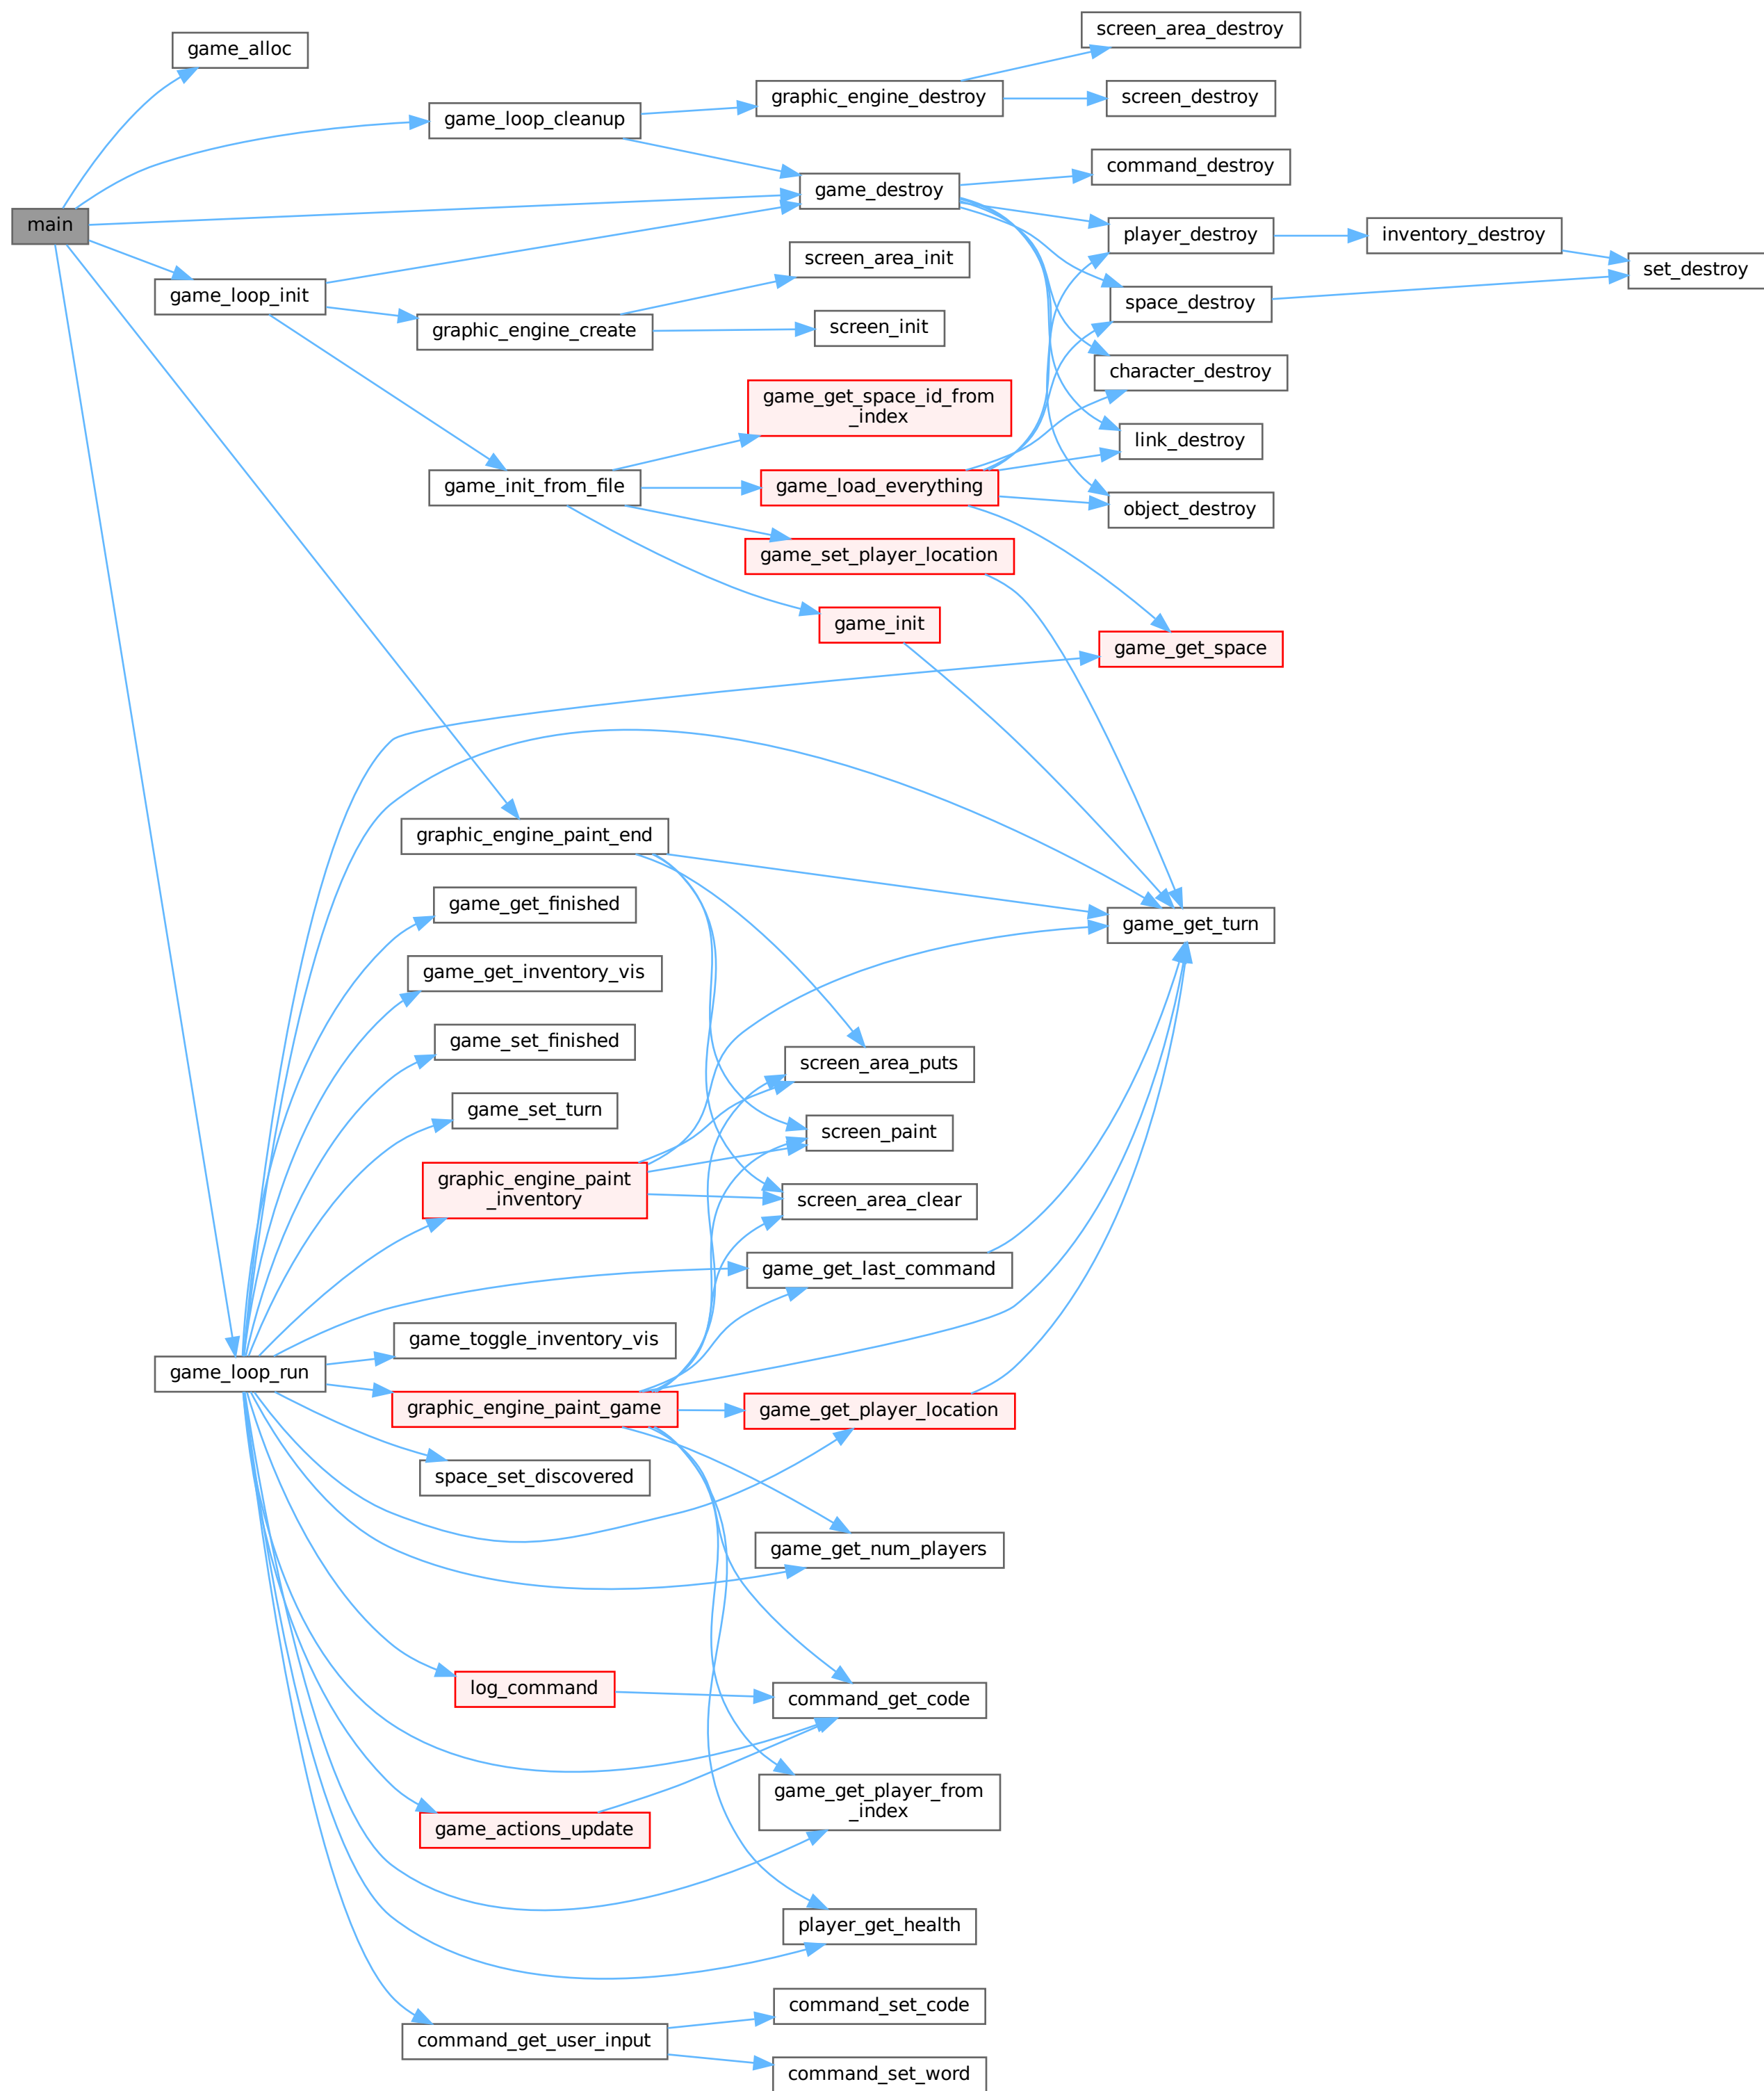 main
game_alloc
game_loop_cleanup
game_loop_init
graphic_engine_destroy
screen_area_destroy
screen_destroy
game_destroy
command_destroy
player_destroy
inventory_destroy
set_destroy
space_destroy
character_destroy
link_destroy
object_destroy
screen_area_init
graphic_engine_create
screen_init
game_get_space_id_from
_index
game_init_from_file
game_load_everything
game_set_player_location
game_init
game_get_space
graphic_engine_paint_end
game_get_finished
game_get_turn
game_get_inventory_vis
game_set_finished
screen_area_puts
game_set_turn
screen_paint
graphic_engine_paint
_inventory
screen_area_clear
game_get_last_command
game_toggle_inventory_vis
game_loop_run
graphic_engine_paint_game
game_get_player_location
space_set_discovered
game_get_num_players
log_command
command_get_code
game_get_player_from
_index
game_actions_update
player_get_health
command_set_code
command_get_user_input
command_set_word